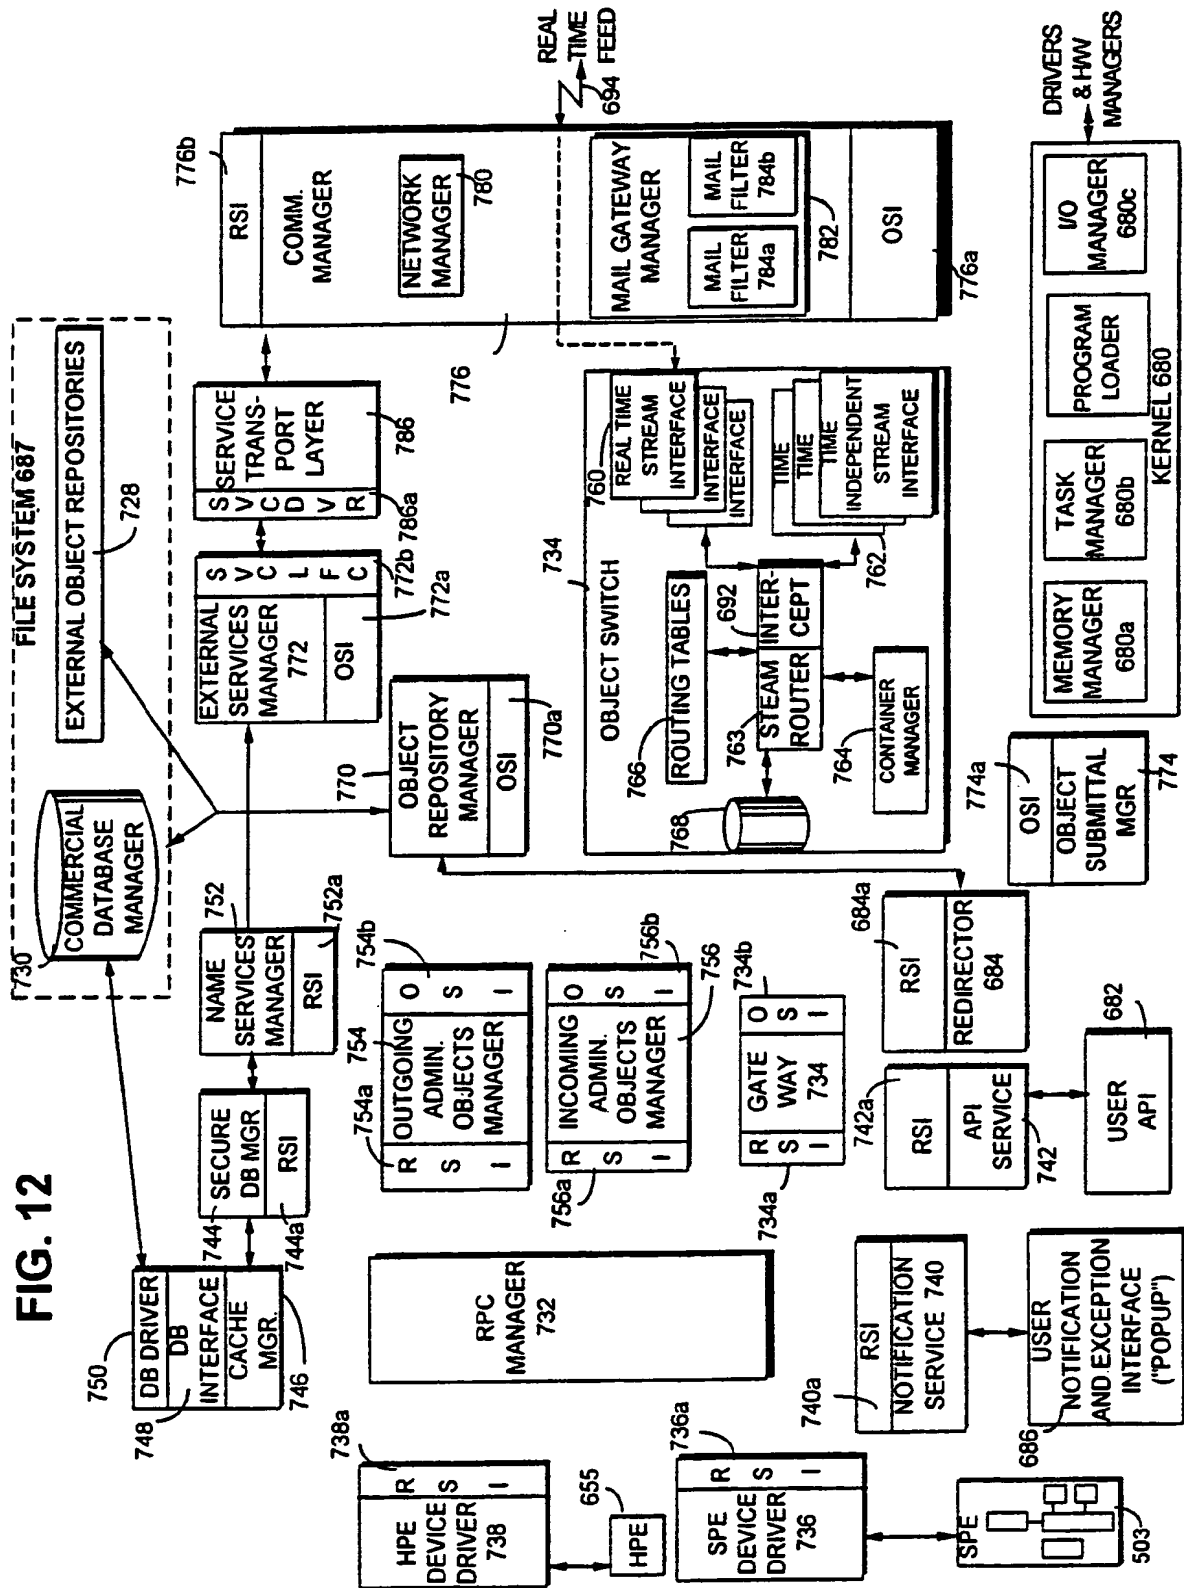 FIG. 12
FILE SYSTEM 687
EXTERNAL OBJECT REPOSITORIES
728
730
COMMERCIAL
DATABASE
MANAGER
750
DB DRIVER
DB
INTERFACE
748
CACHE
MGR.
746
744
SECURE
DB MGR
RSI
744a
752
NAME
SERVICES
MANAGER
RSI
752a
EXTERNAL
SERVICES
MANAGER
772
OSI
772a
S
V
C
L
F
C
772b
S
V
C
D
V
R
786a
SERVICE
TRANS-
PORT
LAYER
786
776b
RSI
COMM.
MANAGER
NETWORK
MANAGER
780
776
MAIL GATEWAY
MANAGER
MAIL
FILTER
784a
MAIL
FILTER
784b
782
OSI
776a
REAL
TIME
FEED
694
770
OBJECT
REPOSITORY
MANAGER
OSI
770a
738a
HPE
DEVICE
DRIVER
738
R
S
I
655
HPE
736a
SPE
DEVICE
DRIVER
736
R
S
I
SPE
503
RPC
MANAGER
732
754a
R
S
I
754
OUTGOING
ADMIN.
OBJECTS
MANAGER
O
S
I
754b
756a
R
S
I
INCOMING
ADMIN.
OBJECTS
MANAGER
756
O
S
I
756b
734a
R
S
I
GATE
WAY
734
O
S
I
734b
734
OBJECT SWITCH
760
REAL TIME
STREAM
INTERFACE
INTERFACE
INTERFACE
766
ROUTING TABLES
692
763
STEAM
ROUTER
INTER-
CEPT
768
762
TIME
TIME
TIME
INDEPENDENT
STREAM
INTERFACE
764
CONTAINER
MANAGER
740a
RSI
NOTIFICATION
SERVICE 740
686
USER
NOTIFICATION
AND EXCEPTION
INTERFACE
("POPUP")
742a
RSI
API
SERVICE
742
USER
API
682
684a
RSI
REDIRECTOR
684
774a
OSI
OBJECT
SUBMITTAL
MGR
774
MEMORY
MANAGER
680a
TASK
MANAGER
680b
PROGRAM
LOADER
I/O
MANAGER
680c
KERNEL 680
DRIVERS
& H/W
MANAGERS